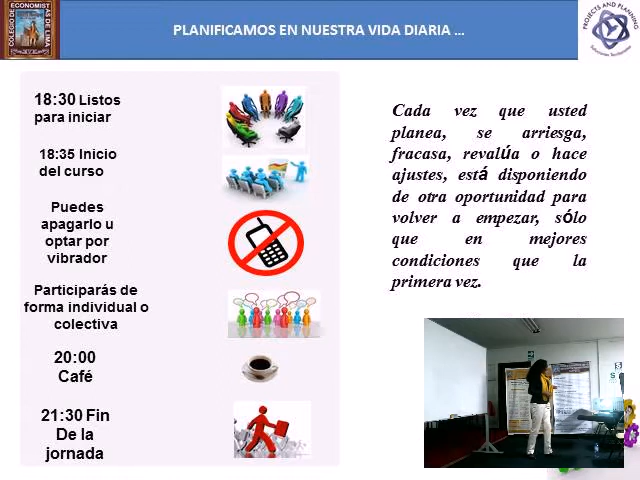 COLEGIO DE ECONOMISTAS DE LIMA
PLANIFICAMOS EN NUESTRA VIDA DIARIA ...
PROJECTS AND PLANNING
18:30 Listos
para iniciar
18:35 Inicio
del curso
Puedes
apagarlo u
optar por
vibrador
Participarás de
forma individual o
colectiva
20:00
Café
21:30 Fin
De la
jornada
Cada vez que usted
planea, se arriesga,
fracasa, revalúa o hace
ajustes, está disponiendo
de otra oportunidad para
volver a empezar, sólo
que en mejores
condiciones que la
primera vez.
S